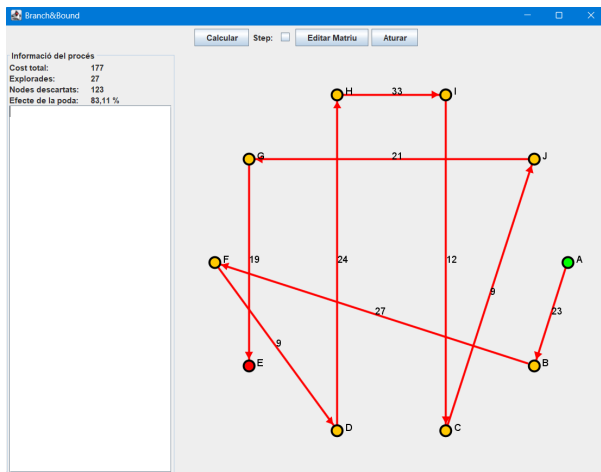 Branch&Bound
Calcular Step: Editar Matriu Aturar
Informació del procés
Cost total: 177
Explorades: 27
Nodes descartats: 123
Efecte de la poda: 83,11 %
H 33 I
G 21 J
F 19 24 12 A
9 27 9 23
E B
D C